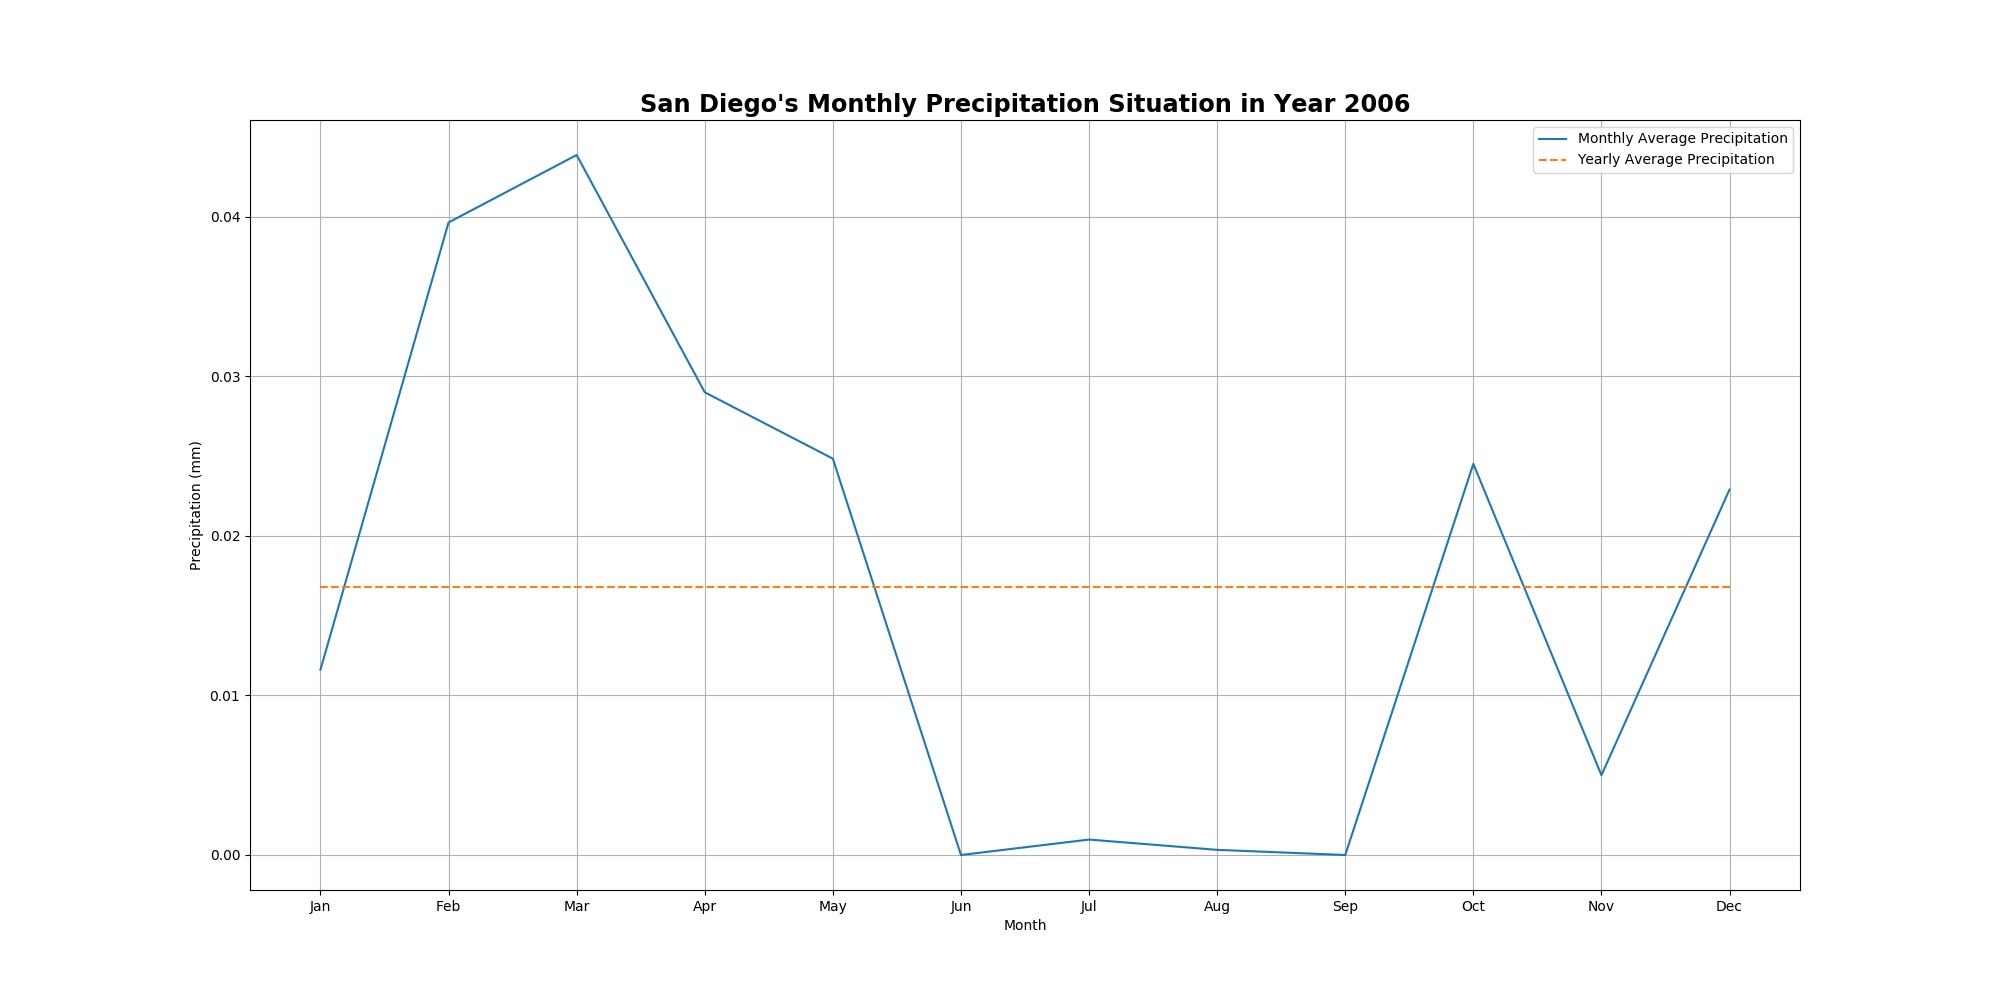 San Diego's Monthly Precipitation Situation in Year 2006
Monthly Average Precipitation
Yearly Average Precipitation
0.04
0.03
0.02
0.01
0.00
Precipitation (mm)
Jan Feb Mar Apr May Jun Jul Aug Sep Oct Nov Dec
Month